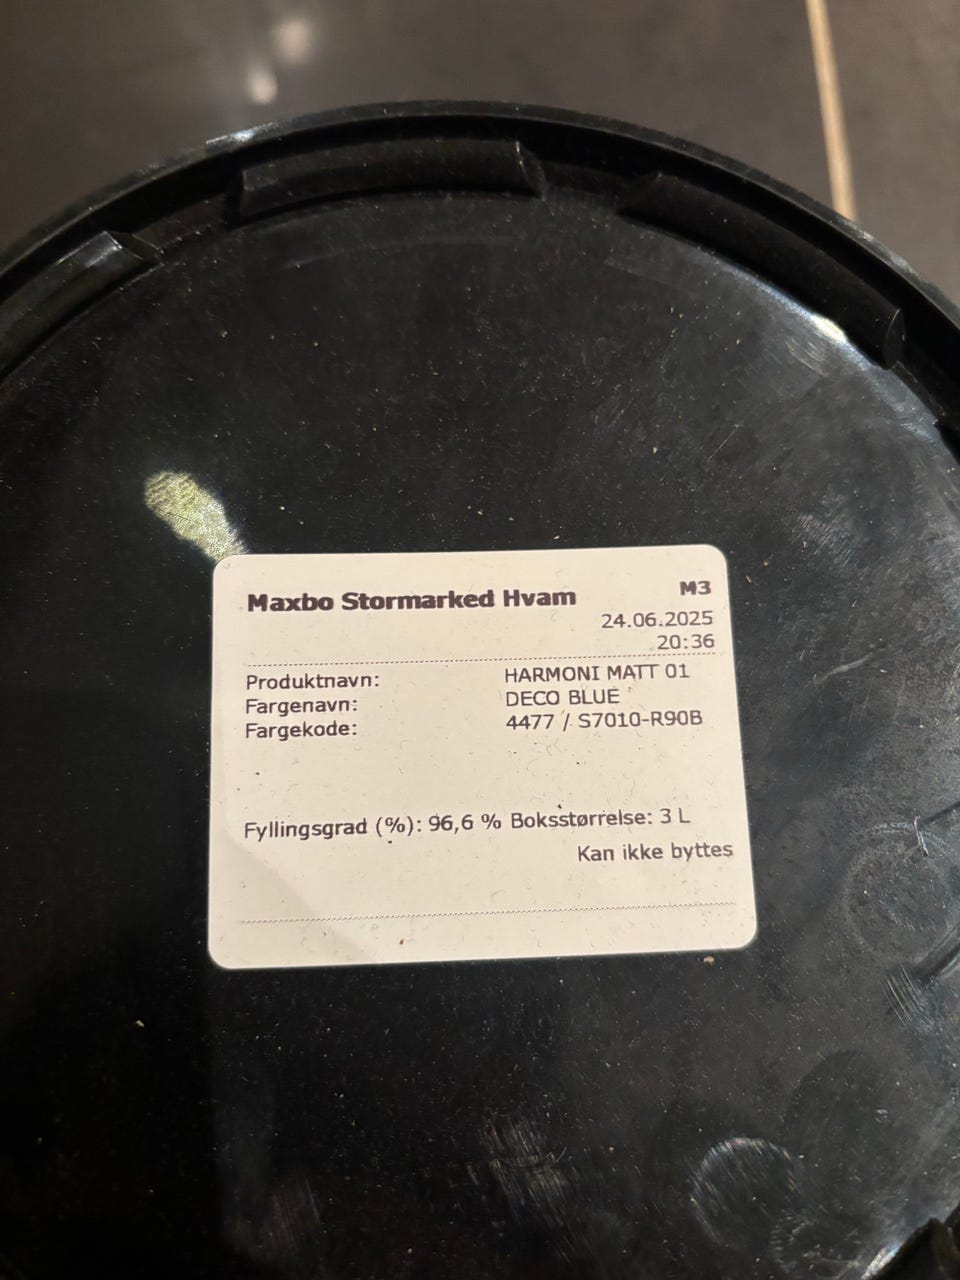 Maxbo Stormarked Hvam M3
24.06.2025
20:36
Produktnavn: HARMONI MATT 01
Fargenavn: DECO BLUE
Fargekode: 4477 / S7010-R90B
Fyllingsgrad (%): 96,6 % Boksstørrelse: 3 L
Kan ikke byttes